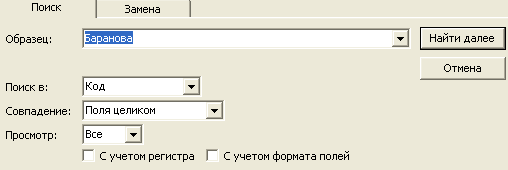 Поиск Замена
Образец: Баранова Найти далее
Отмена
Поиск в: Код
Совпадение: Поля целиком
Просмотр: Все
С учетом регистра С учетом формата полей